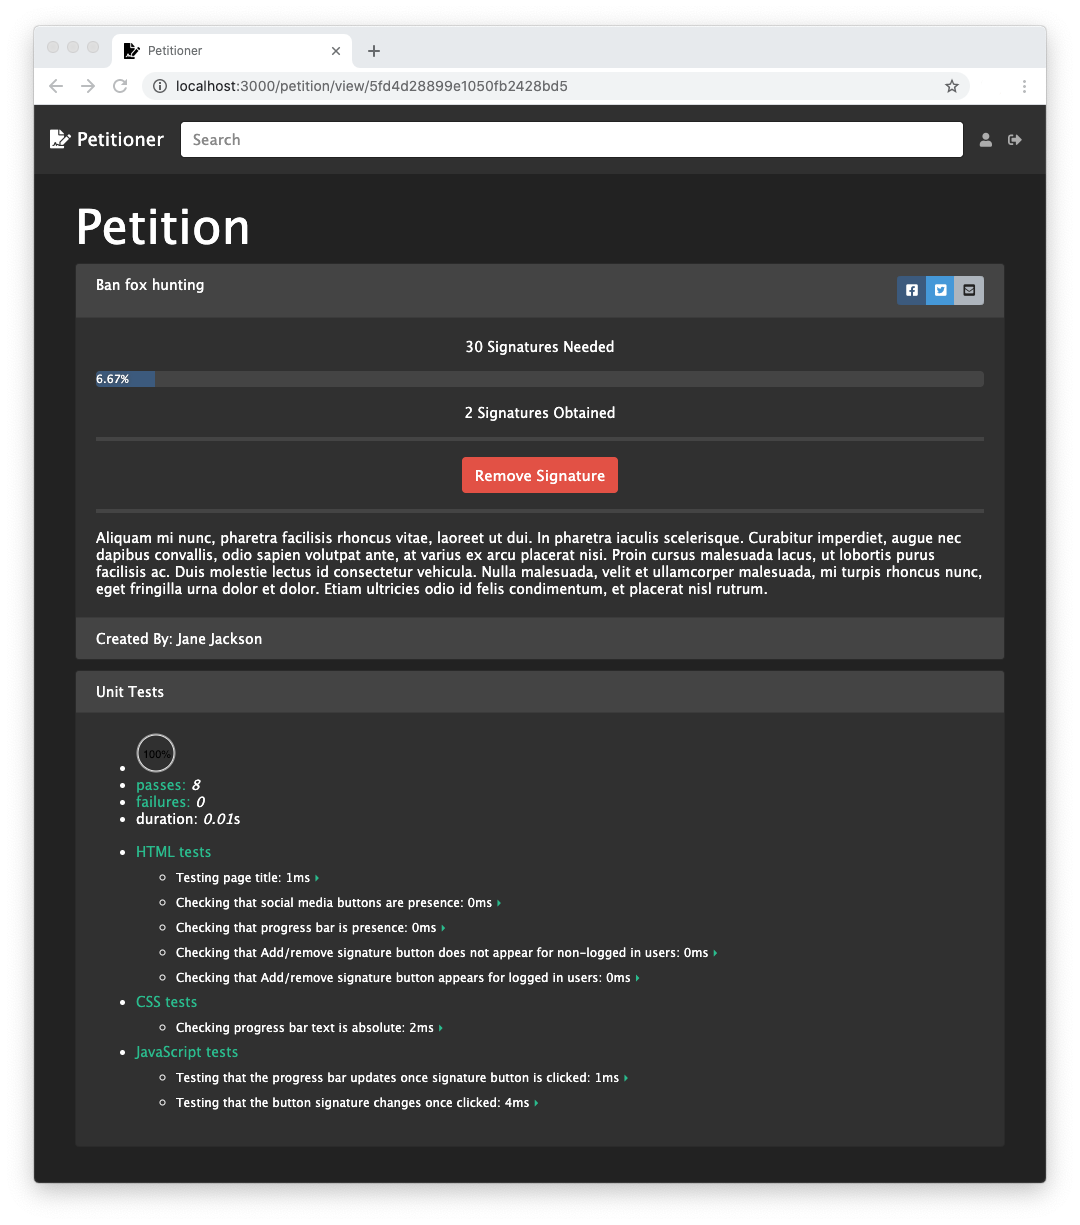 Petitioner
localhost:3000/petition/view/5fd4d28899e1050fb2428bd5
Petitioner
Search
Petition
Ban fox hunting
30 Signatures Needed
6.67%
2 Signatures Obtained
Remove Signature
Aliquam mi nunc, pharetra facilisis rhoncus vitae, laoreet ut dui. In pharetra iaculis scelerisque. Curabitur imperdiet, augue nec
dapibus convallis, odio sapien volutpat ante, at varius ex arcu placerat nisi. Proin cursus malesuada lacus, ut lobortis purus
facilisis ac. Duis molestie lectus id consectetur vehicula. Nulla malesuada, velit et ullamcorper malesuada, mi turpis rhoncus nunc,
eget fringilla urna dolor et dolor. Etiam ultricies odio id felis condimentum, et placerat nisl rutrum.
Created By: Jane Jackson
Unit Tests
100%
passes: 8
failures: 0
duration: 0.01s
HTML tests
Testing page title: 1ms
Checking that social media buttons are presence: 0ms
Checking that progress bar is presence: 0ms
Checking that Add/remove signature button does not appear for non-logged in users: 0ms
Checking that Add/remove signature button appears for logged in users: 0ms
CSS tests
Checking progress bar text is absolute: 2ms
JavaScript tests
Testing that the progress bar updates once signature button is clicked: 1ms
Testing that the button signature changes once clicked: 4ms